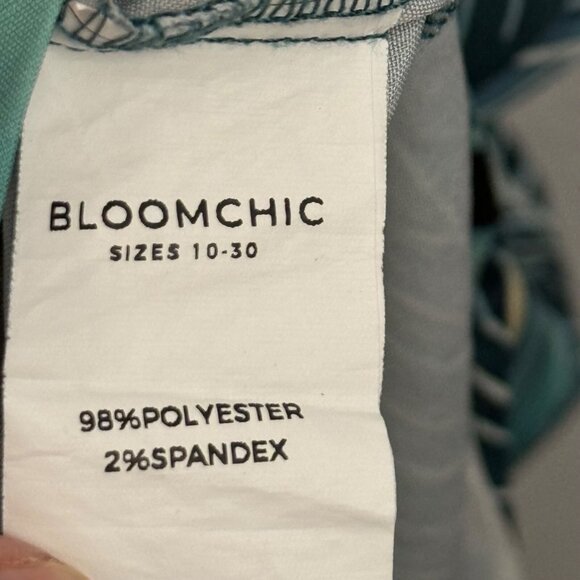 BLOOMCHIC
SIZES 10-30
98%POLYESTER
2%SPANDEX